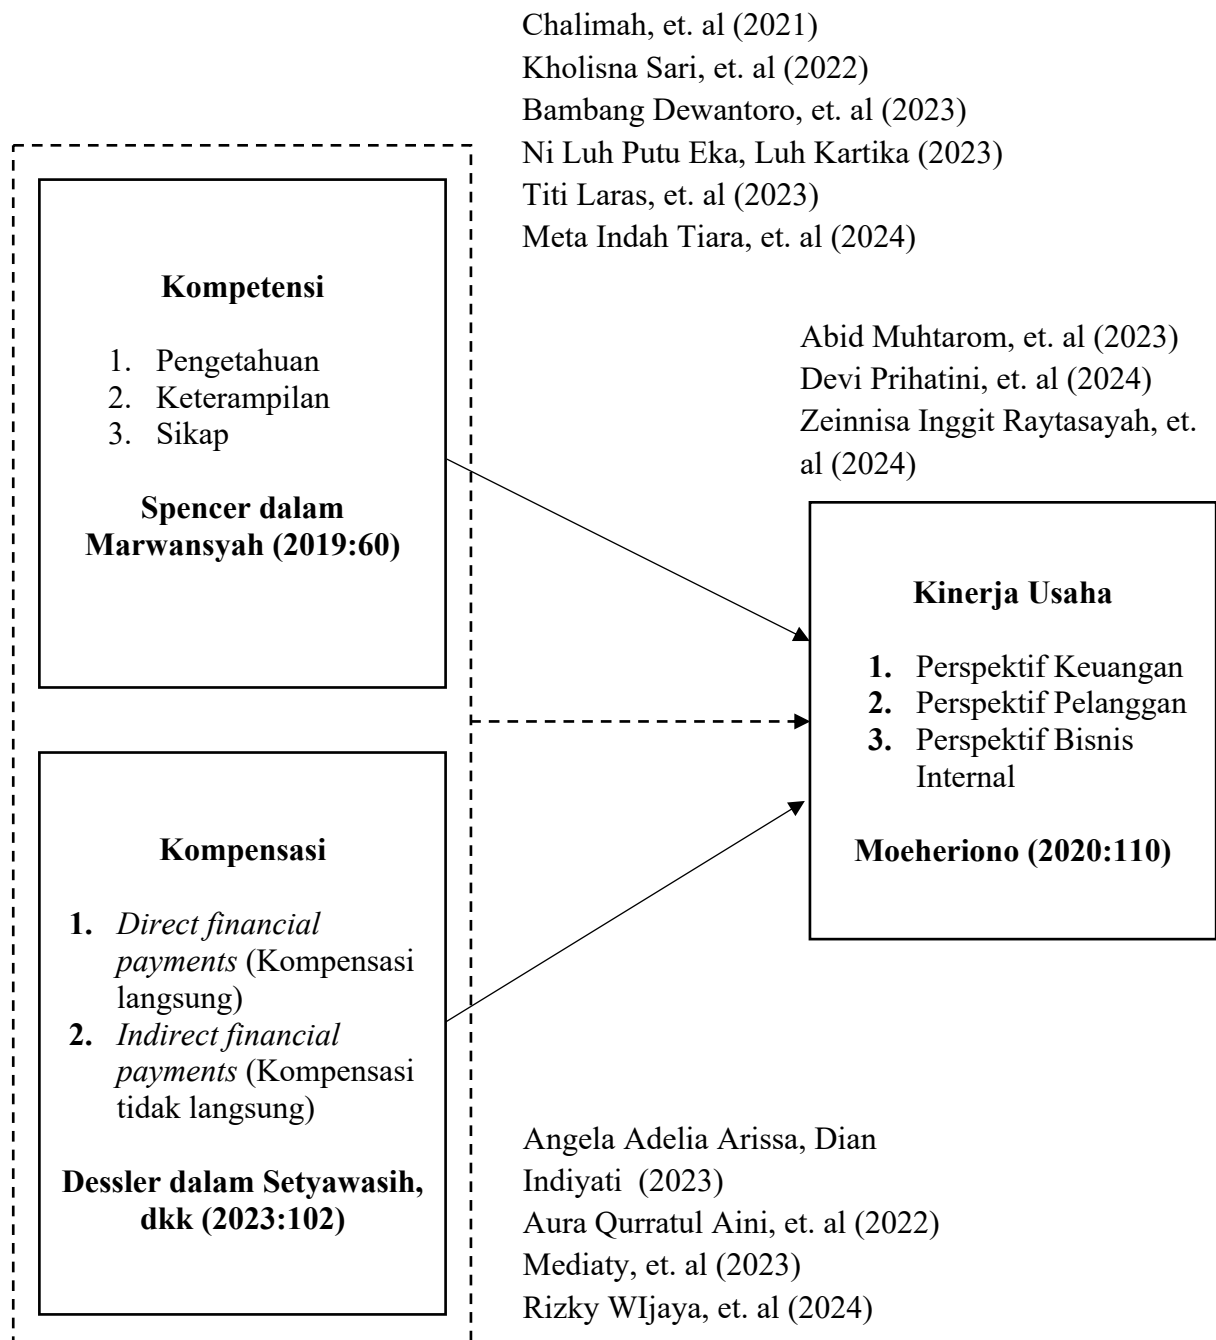 Chalimah, et. al (2021)
Kholisna Sari, et. al (2022)
Bambang Dewantoro, et. al (2023)
Ni Luh Putu Eka, Luh Kartika (2023)
Titi Laras, et. al (2023)
Meta Indah Tiara, et. al (2024)
Kompetensi
1. Pengetahuan
2. Keterampilan
3. Sikap
Spencer dalam
Marwansyah (2019:60)
Abid Muhtarom, et. al (2023)
Devi Prihatini, et. al (2024)
Zeinnisa Inggit Raytasayah, et.
al (2024)
Kinerja Usaha
1. Perspektif Keuangan
2. Perspektif Pelanggan
3. Perspektif Bisnis
Internal
Moeheriono (2020:110)
Kompensasi
1. Direct financial
payments (Kompensasi
langsung)
2. Indirect financial
payments (Kompensasi
tidak langsung)
Dessler dalam Setyawasih,
dkk (2023:102)
Angela Adelia Arissa, Dian
Indiyati (2023)
Aura Qurratul Aini, et. al (2022)
Mediaty, et. al (2023)
Rizky WIjaya, et. al (2024)